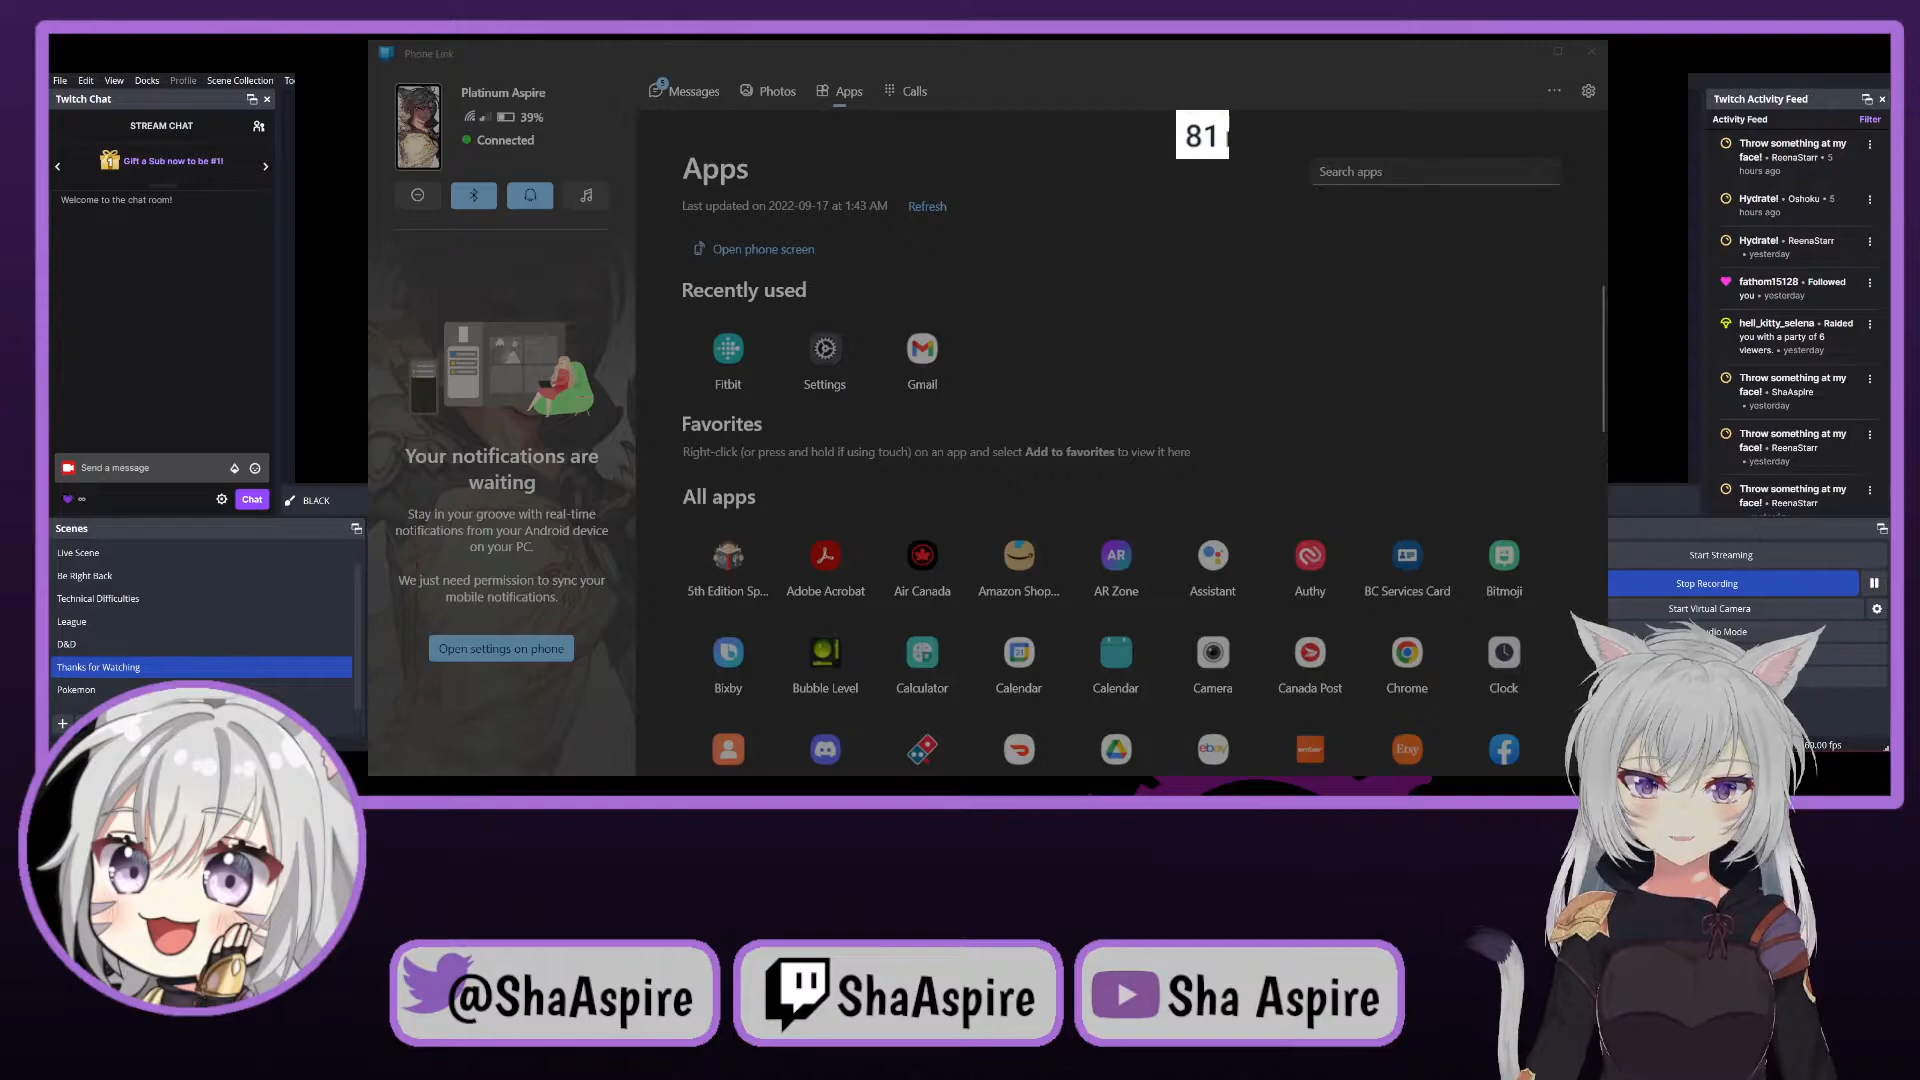 File Edit View Docks Profile Scene Collection
Twitch Chat
STREAM CHAT
1
Gift a Sub now to be #1!
Welcome to the chat room!
Send a message
∞
Chat
BLACK
Scenes
Live Scene
Be Right Back
Technical Difficulties
League
D&D
Thanks for Watching
Pokemon
Phone Link
Platinum Aspire
39%
Connected
Your notifications are
waiting
Stay in your groove with real-time
notifications from your Android device
on your PC.
We just need permission to sync your
mobile notifications.
Open settings on phone
5
Messages Photos Apps Calls
81
Apps
Search apps
Last updated on 2022-09-17 at 1:43 AM Refresh
Open phone screen
Recently used
Fitbit Settings Gmail
Favorites
Right-click (or press and hold if using touch) on an app and select Add to favorites to view it here
All apps
AR
5th Edition Sp... Adobe Acrobat Air Canada Amazon Shop... AR Zone Assistant Authy BC Services Card Bitmoji
Bixby Bubble Level Calculator Calendar Calendar Camera Canada Post Chrome Clock
ebay
Etsy
Twitch Activity Feed
Activity Feed Filter
Throw something at my
face! • ReenaStarr • 5
hours ago
Hydrate! • Oshoku • 5
hours ago
Hydrate! • ReenaStarr
• yesterday
fathom15128 • Followed
you • yesterday
hell_kitty_selena • Raided
you with a party of 6
viewers. • yesterday
Throw something at my
face! • ShaAspire
• yesterday
Throw something at my
face! • ReenaStarr
• yesterday
Throw something at my
face! • ReenaStarr
Start Streaming
Stop Recording
Start Virtual Camera
Mode
fps
@ShaAspire
ShaAspire
Sha Aspire